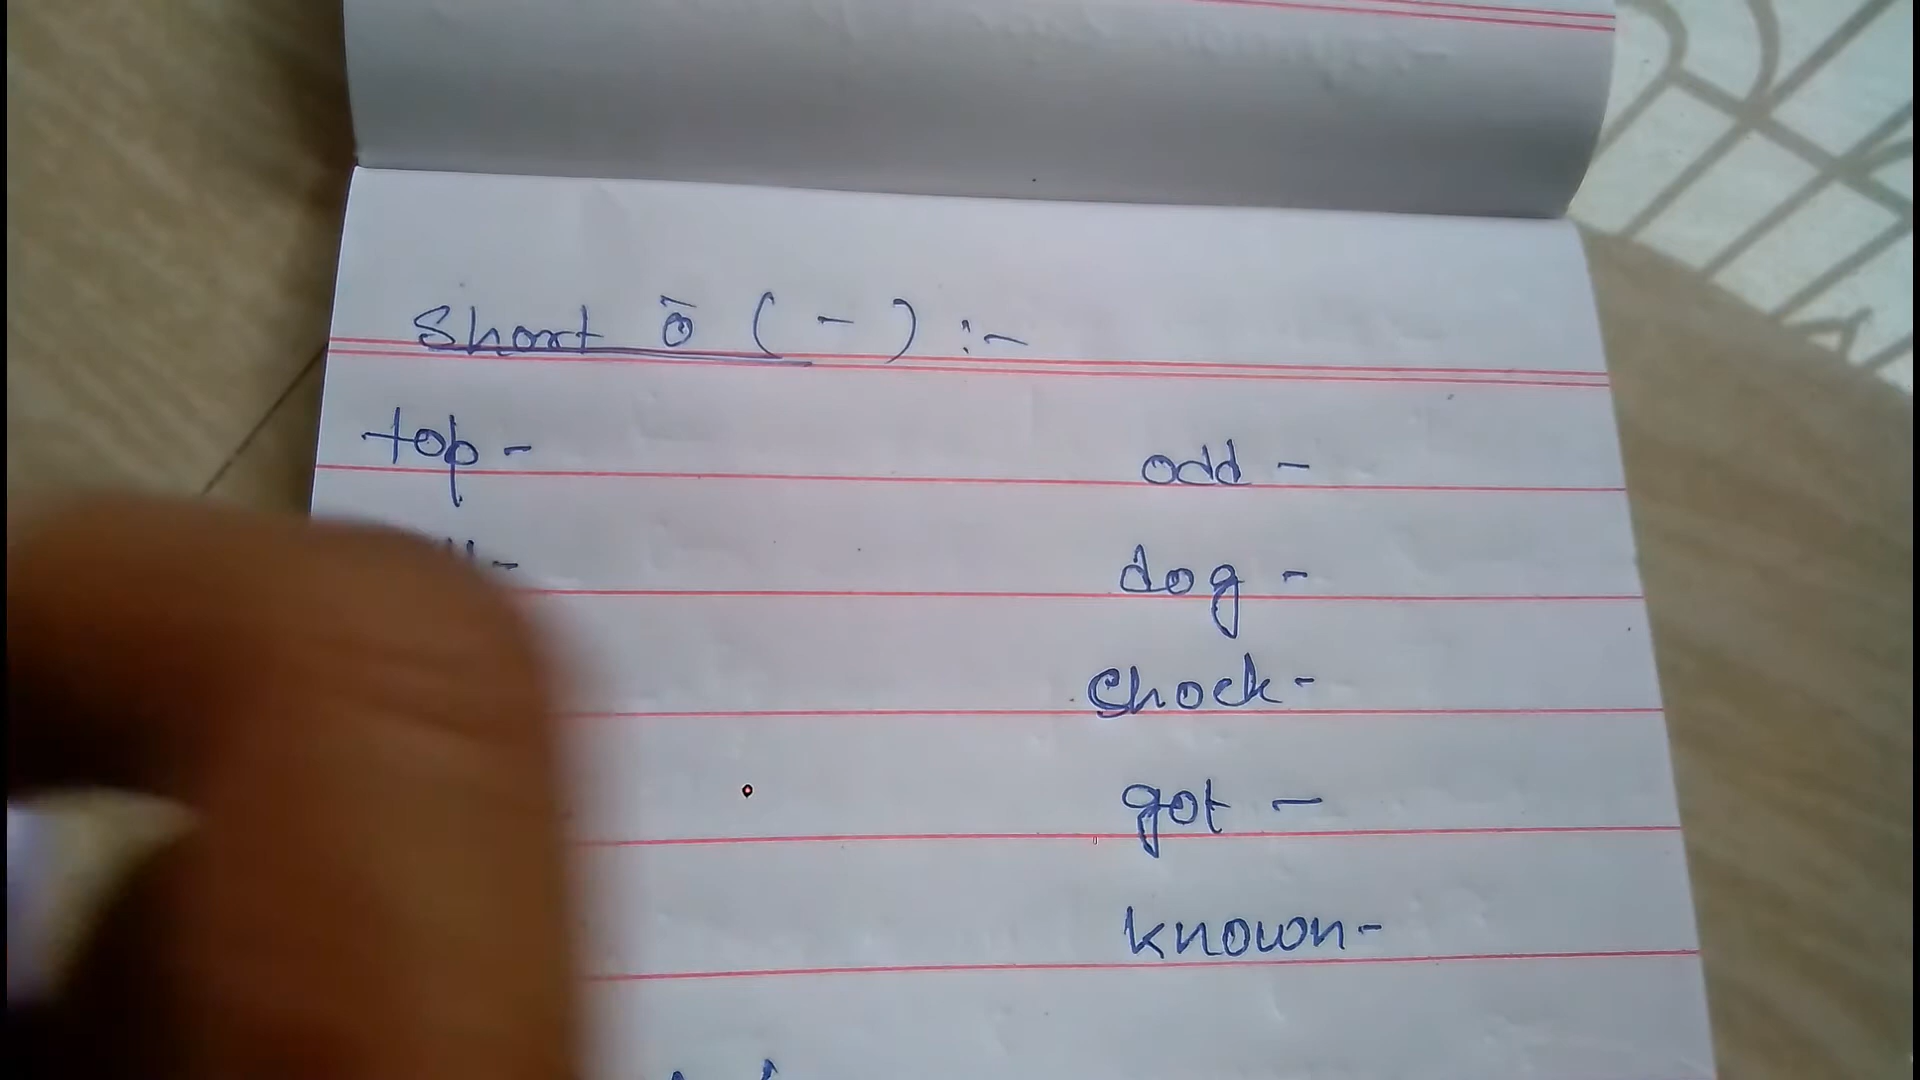 Short ō ( - ) :-
top - odd -
dog -
shock -
got -
known -